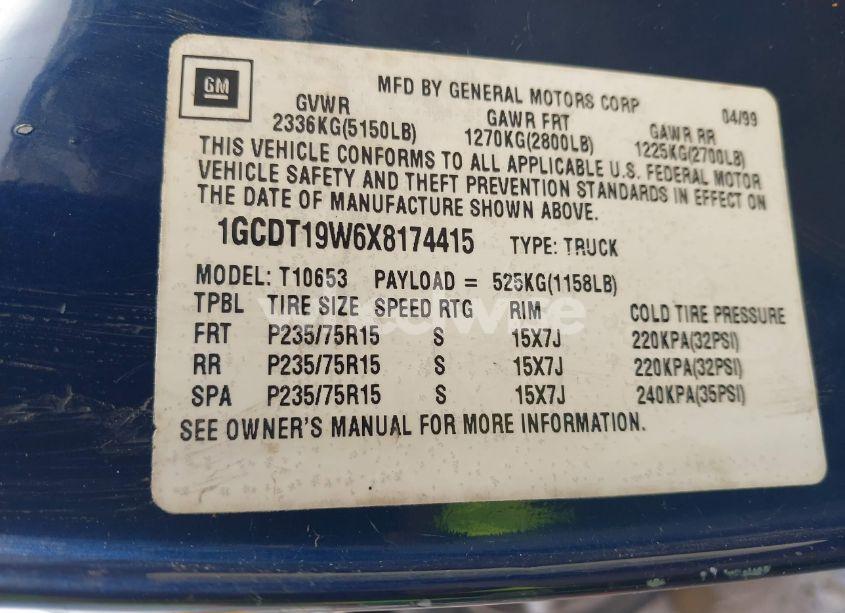 GM
MFD BY GENERAL MOTORS CORP 04/99
GVWR GAWR FRT GAWR RR
2336KG(5150LB) 1270KG(2800LB) 1225KG(2700LB)
THIS VEHICLE CONFORMS TO ALL APPLICABLE U.S. FEDERAL MOTOR
VEHICLE SAFETY AND THEFT PREVENTION STANDARDS IN EFFECT ON
THE DATE OF MANUFACTURE SHOWN ABOVE.
1GCDT19W6X8174415 TYPE: TRUCK
MODEL: T10653 PAYLOAD = 525KG(1158LB)
TPBL TIRE SIZE SPEED RTG RIM COLD TIRE PRESSURE
FRT P235/75R15 S 15X7J 220KPA(32PSI)
RR P235/75R15 S 15X7J 220KPA(32PSI)
SPA P235/75R15 S 15X7J 240KPA(35PSI)
SEE OWNER'S MANUAL FOR MORE INFORMATION.